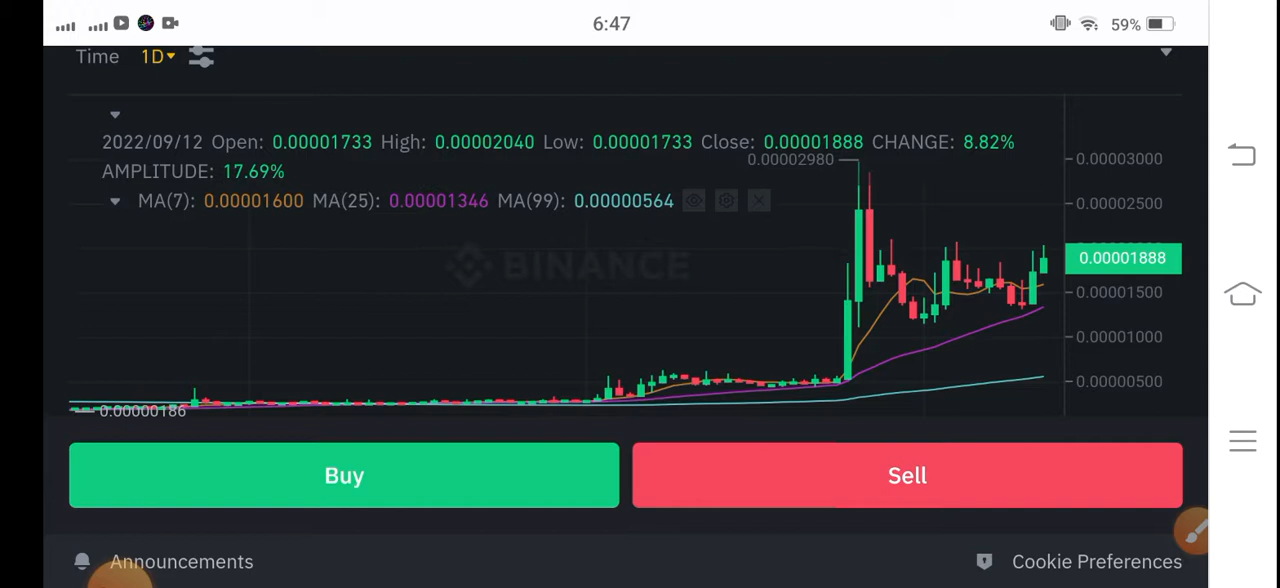 6:47
59%
Time 1D
2022/09/12 Open: 0.00001733 High: 0.00002040 Low: 0.00001733 Close: 0.00001888 CHANGE: 8.82%
AMPLITUDE: 17.69%
MA(7): 0.00001600 MA(25): 0.00001346 MA(99): 0.00000564
0.00002980
0.00003000
0.00002500
BINANCE
0.00001888
0.00001500
0.00001000
0.00000500
0.00000186
Buy Sell
Announcements Cookie Preferences